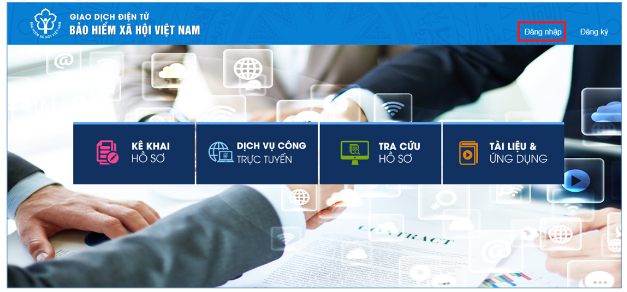 GIAO DỊCH ĐIỆN TỬ
BẢO HIỂM XÃ HỘI VIỆT NAM
Đăng nhập
Đăng ký
KÊ KHAI
HỒ SƠ
DỊCH VỤ CÔNG
TRỰC TUYẾN
TRA CỨU
HỒ SƠ
TÀI LIỆU &
ỨNG DỤNG
CONTRACT